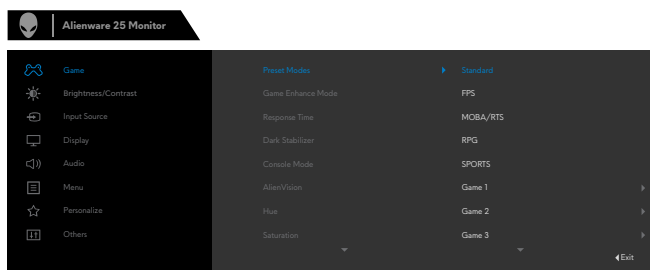 Alienware 25 Monitor
Game Preset Modes Standard
Brightness/Contrast Game Enhance Mode FPS
Input Source Response Time MOBA/RTS
Display Dark Stabilizer RPG
Audio Console Mode SPORTS
Menu AlienVision Game 1
Personalize Hue Game 2
Others Saturation Game 3
Exit